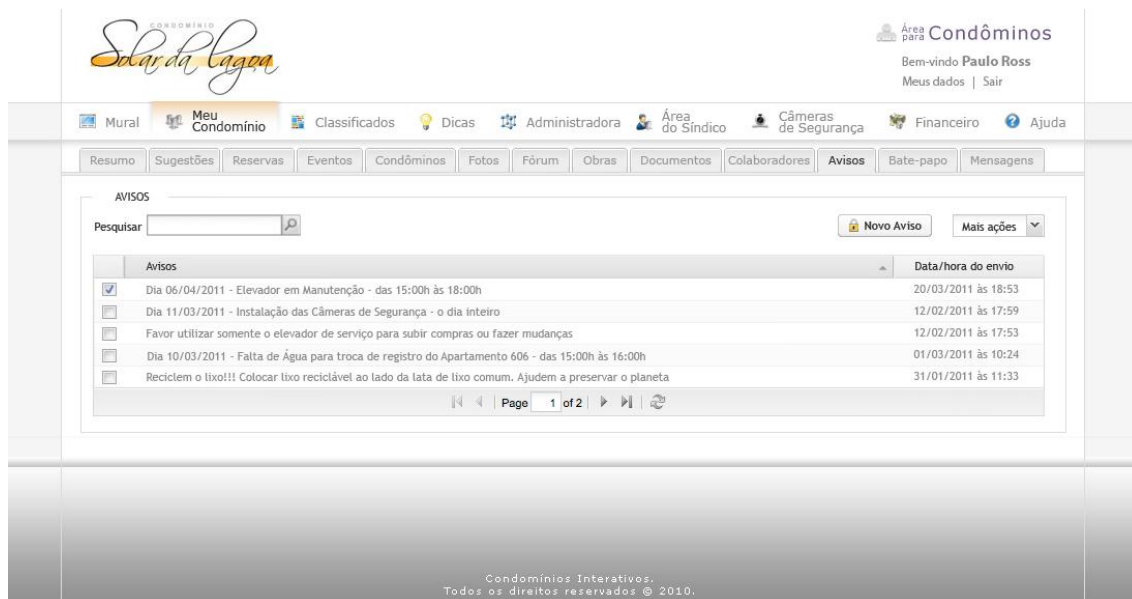 CONDOMÍNIO
Solar da Lagoa
Área para Condôminos
Bem-vindo Paulo Ross
Meus dados | Sair
Mural Meu Condomínio Classificados Dicas Administradora Área do Síndico Câmeras de Segurança Financeiro Ajuda
Resumo Sugestões Reservas Eventos Condôminos Fotos Fórum Obras Documentos Colaboradores Avisos Bate-papo Mensagens
AVISOS
Pesquisar Novo Aviso Mais ações
Avisos Data/hora do envio
Dia 06/04/2011 - Elevador em Manutenção - das 15:00h às 18:00h 20/03/2011 às 18:53
Dia 11/03/2011 - Instalação das Câmeras de Segurança - o dia inteiro 12/02/2011 às 17:59
Favor utilizar somente o elevador de serviço para subir compras ou fazer mudanças 12/02/2011 às 17:53
Dia 10/03/2011 - Falta de Água para troca de registro do Apartamento 606 - das 15:00h às 16:00h 01/03/2011 às 10:24
Reciclem o lixo!!! Colocar lixo reciclável ao lado da lata de lixo comum. Ajudem a preservar o planeta 31/01/2011 às 11:33
Page 1 of 2
Condomínios Interativos.
Todos os direitos reservados © 2010.